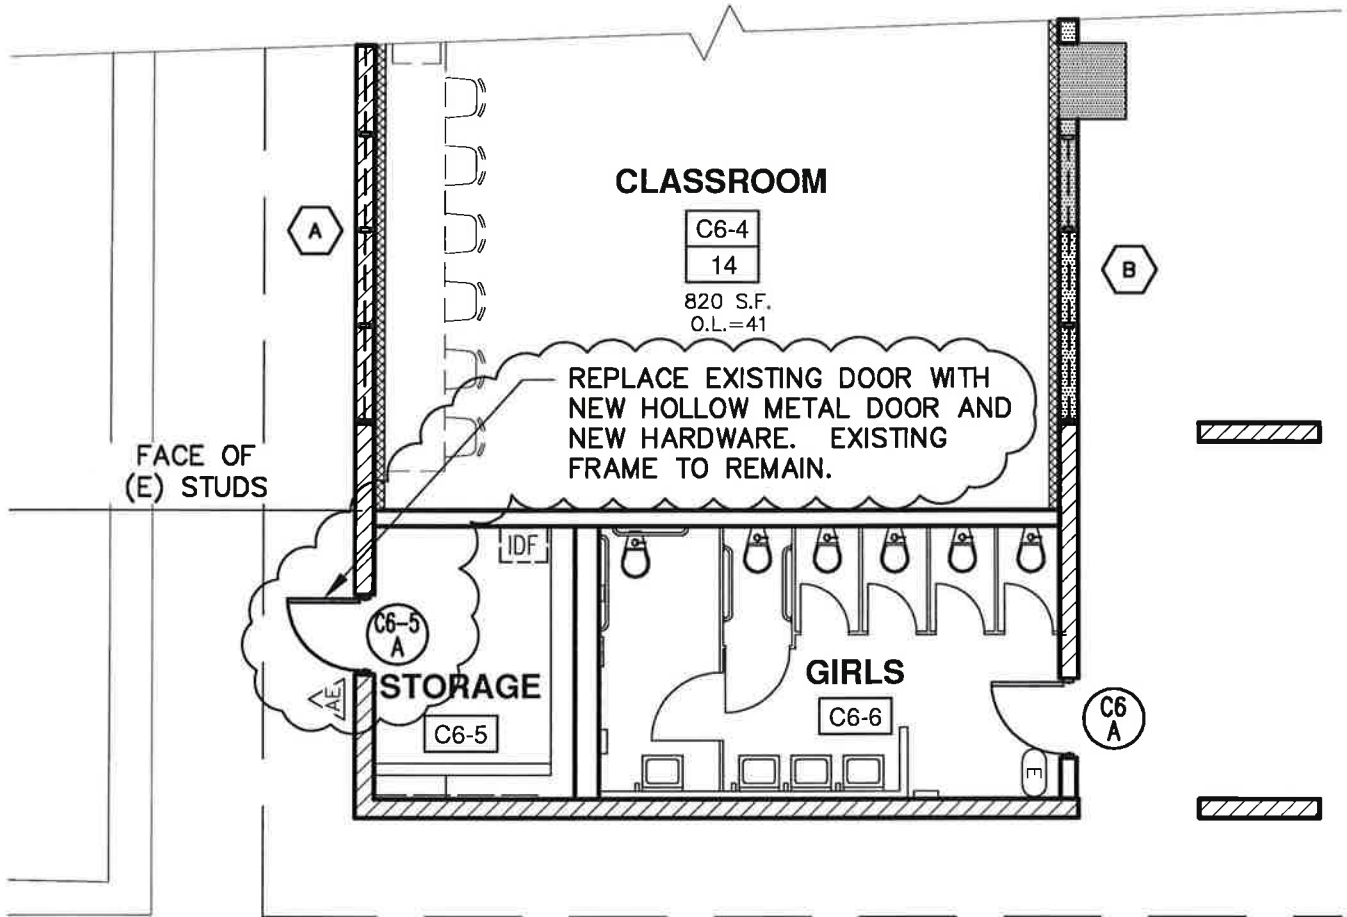 CLASSROOM
C6-4
14
820 S.F.
O.L.=41
A
B
REPLACE EXISTING DOOR WITH
NEW HOLLOW METAL DOOR AND
NEW HARDWARE. EXISTING
FRAME TO REMAIN.
FACE OF
(E) STUDS
IDF
C6-5
A
AE
STORAGE
C6-5
GIRLS
C6-6
C6
A
E